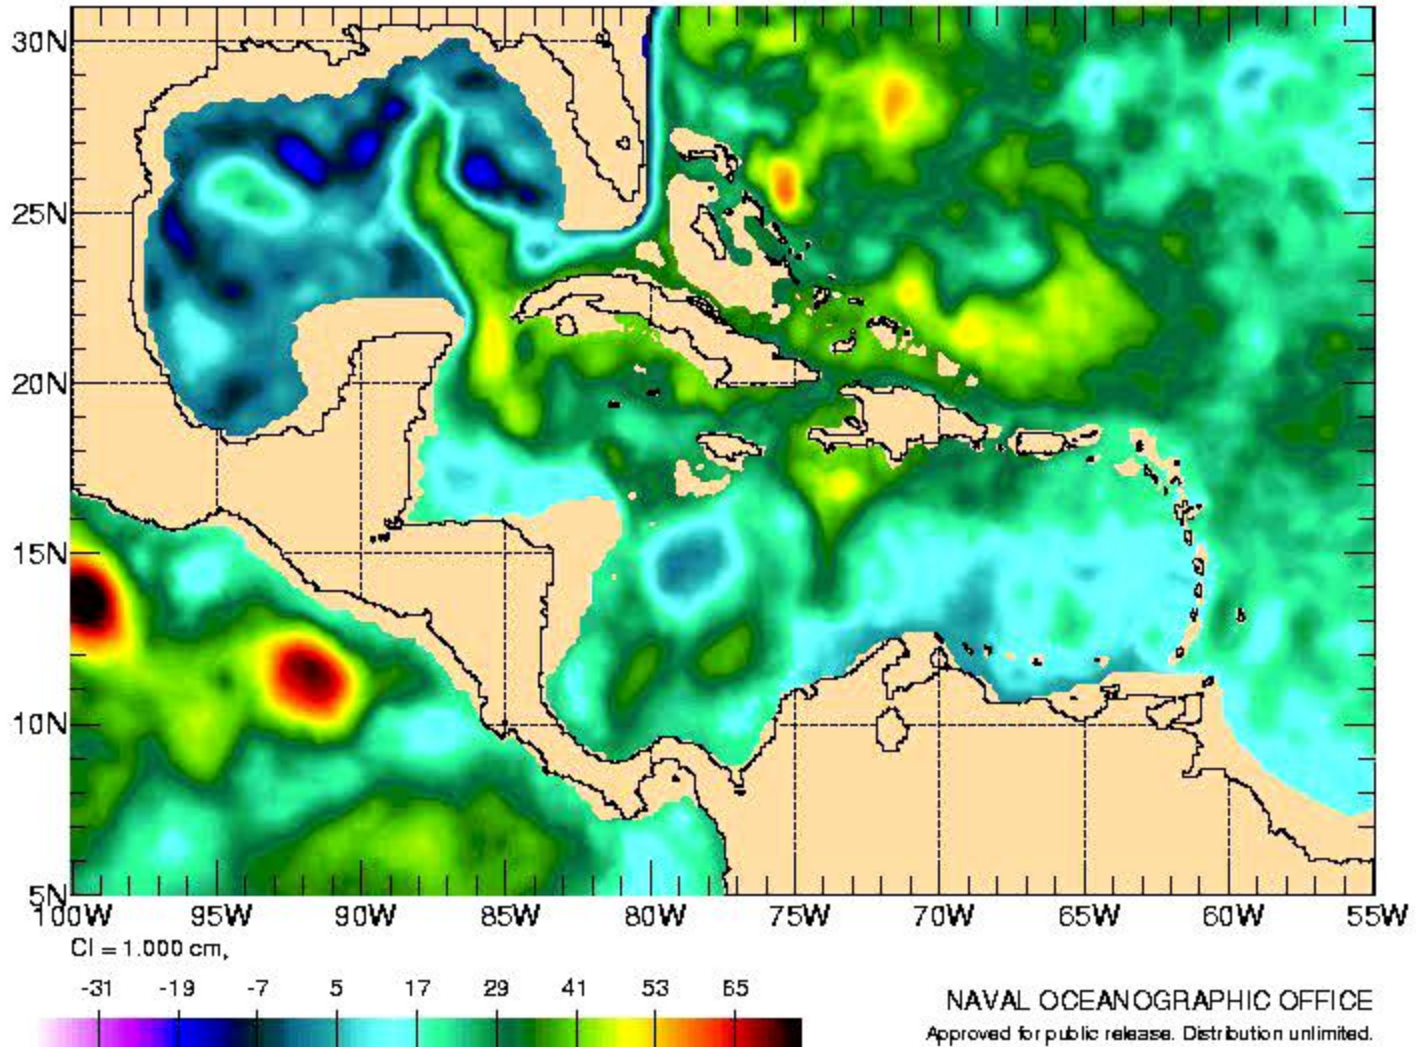 30N
25N
20N
15N
10N
5N
100W 95W 90W 85W 80W 75W 70W 65W 60W 55W
CI = 1.000 cm,
-31 -19 -7 5 17 29 41 53 65
NAVAL OCEANOGRAPHIC OFFICE
Approved for public release. Distribution unlimited.